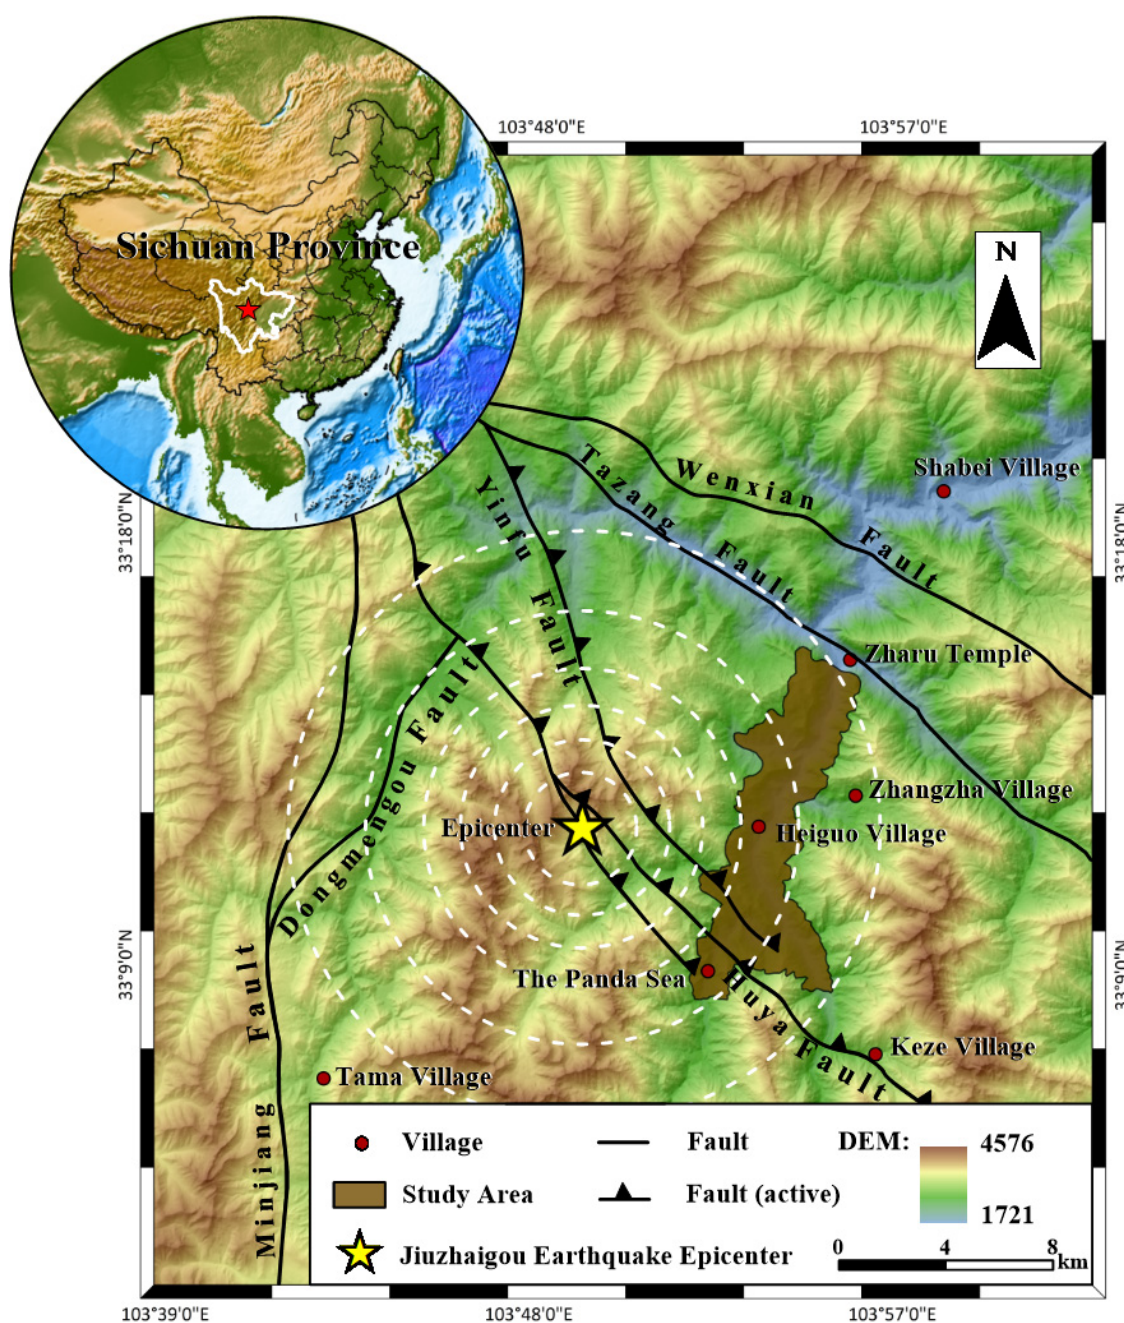 103°48'0"E
103°57'0"E
Sichuan Province
N
Shabei Village
Wenxian Fault
Tazang Fault
Yinfu Fault
33°18'0"N
33°18'0"N
Zharu Temple
Dongmengou Fault
Zhangzha Village
Epicenter
Heiguo Village
33°9'0"N
33°9'0"N
The Panda Sea
Huya Fault
Keze Village
Tama Village
Minjiang Fault
Village
Fault
DEM:
4576
Study Area
Fault (active)
1721
Jiuzhaigou Earthquake Epicenter
0
4
8
km
103°39'0"E
103°48'0"E
103°57'0"E